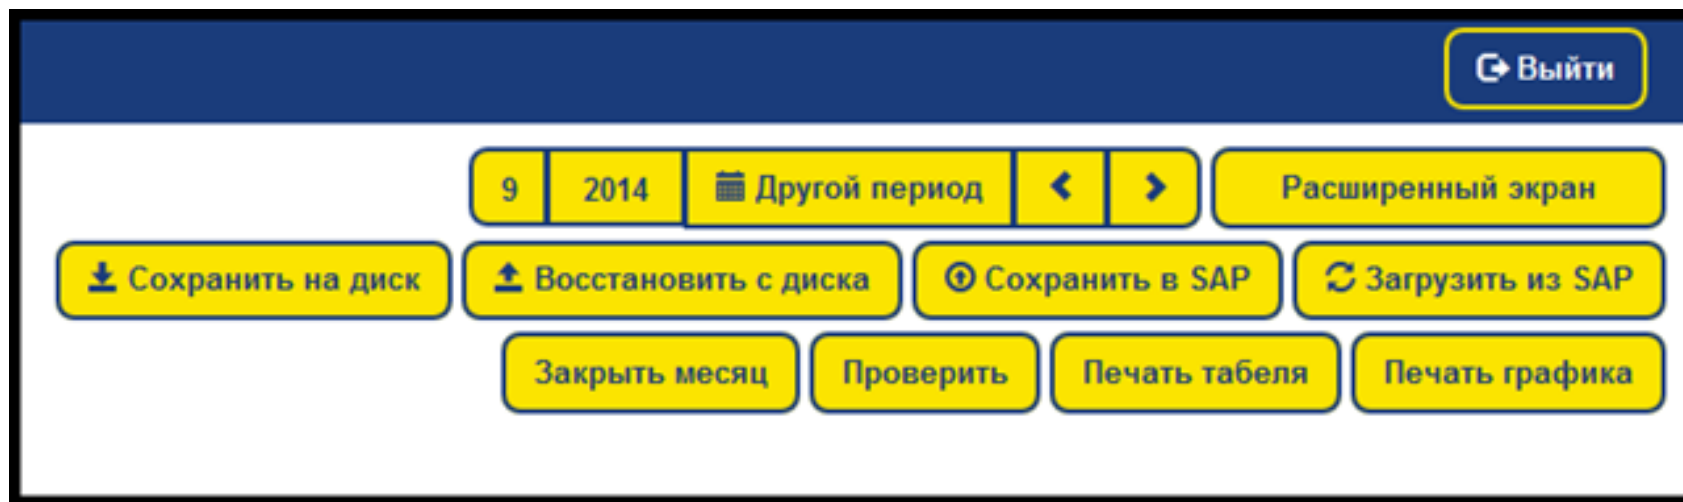 Выйти
9 2014 Другой период Расширенный экран
Сохранить на диск Восстановить с диска Сохранить в SAP Загрузить из SAP
Закрыть месяц Проверить Печать табеля Печать графика